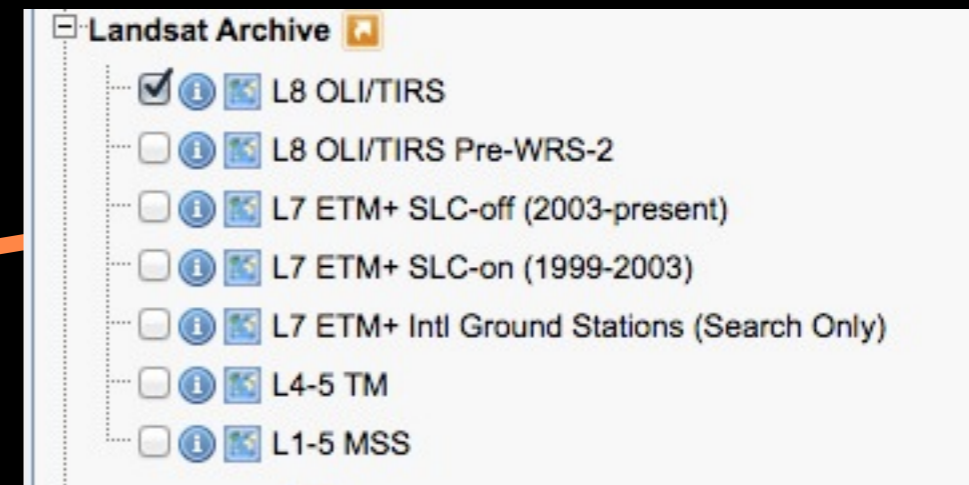 Landsat Archive
L8 OLI/TIRS
L8 OLI/TIRS Pre-WRS-2
L7 ETM+ SLC-off (2003-present)
L7 ETM+ SLC-on (1999-2003)
L7 ETM+ Intl Ground Stations (Search Only)
L4-5 TM
L1-5 MSS